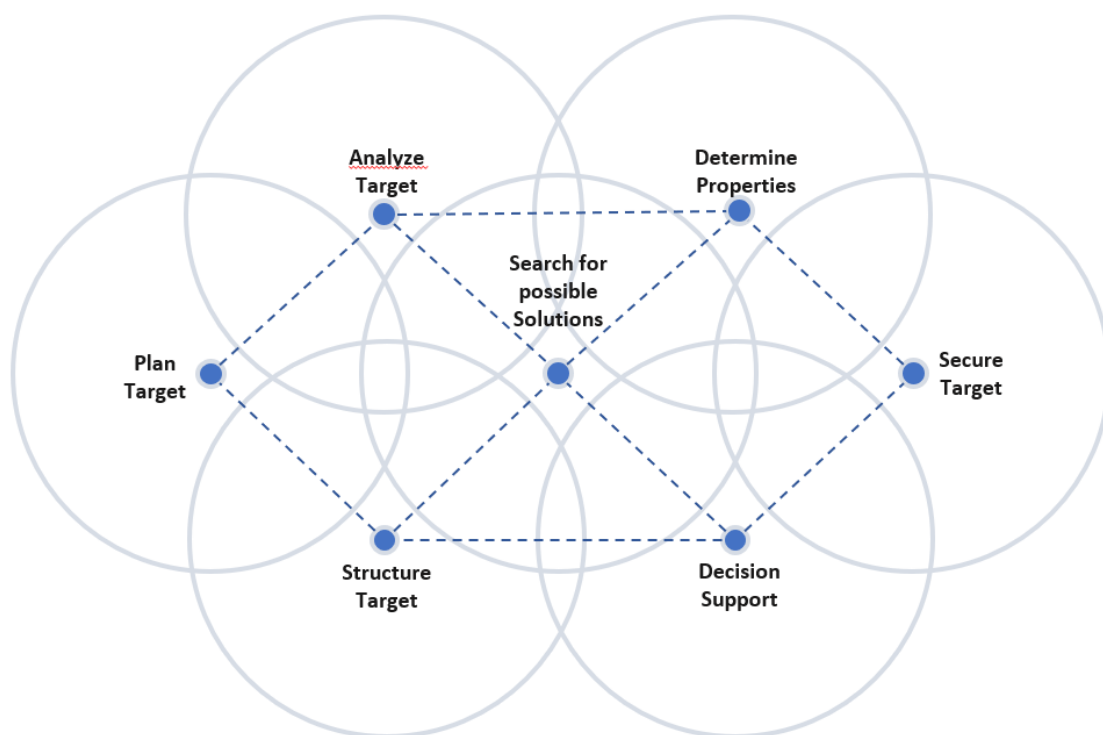 Analyze
Target
Determine
Properties
Search for
possible
Solutions
Plan
Target
Secure
Target
Structure
Target
Decision
Support